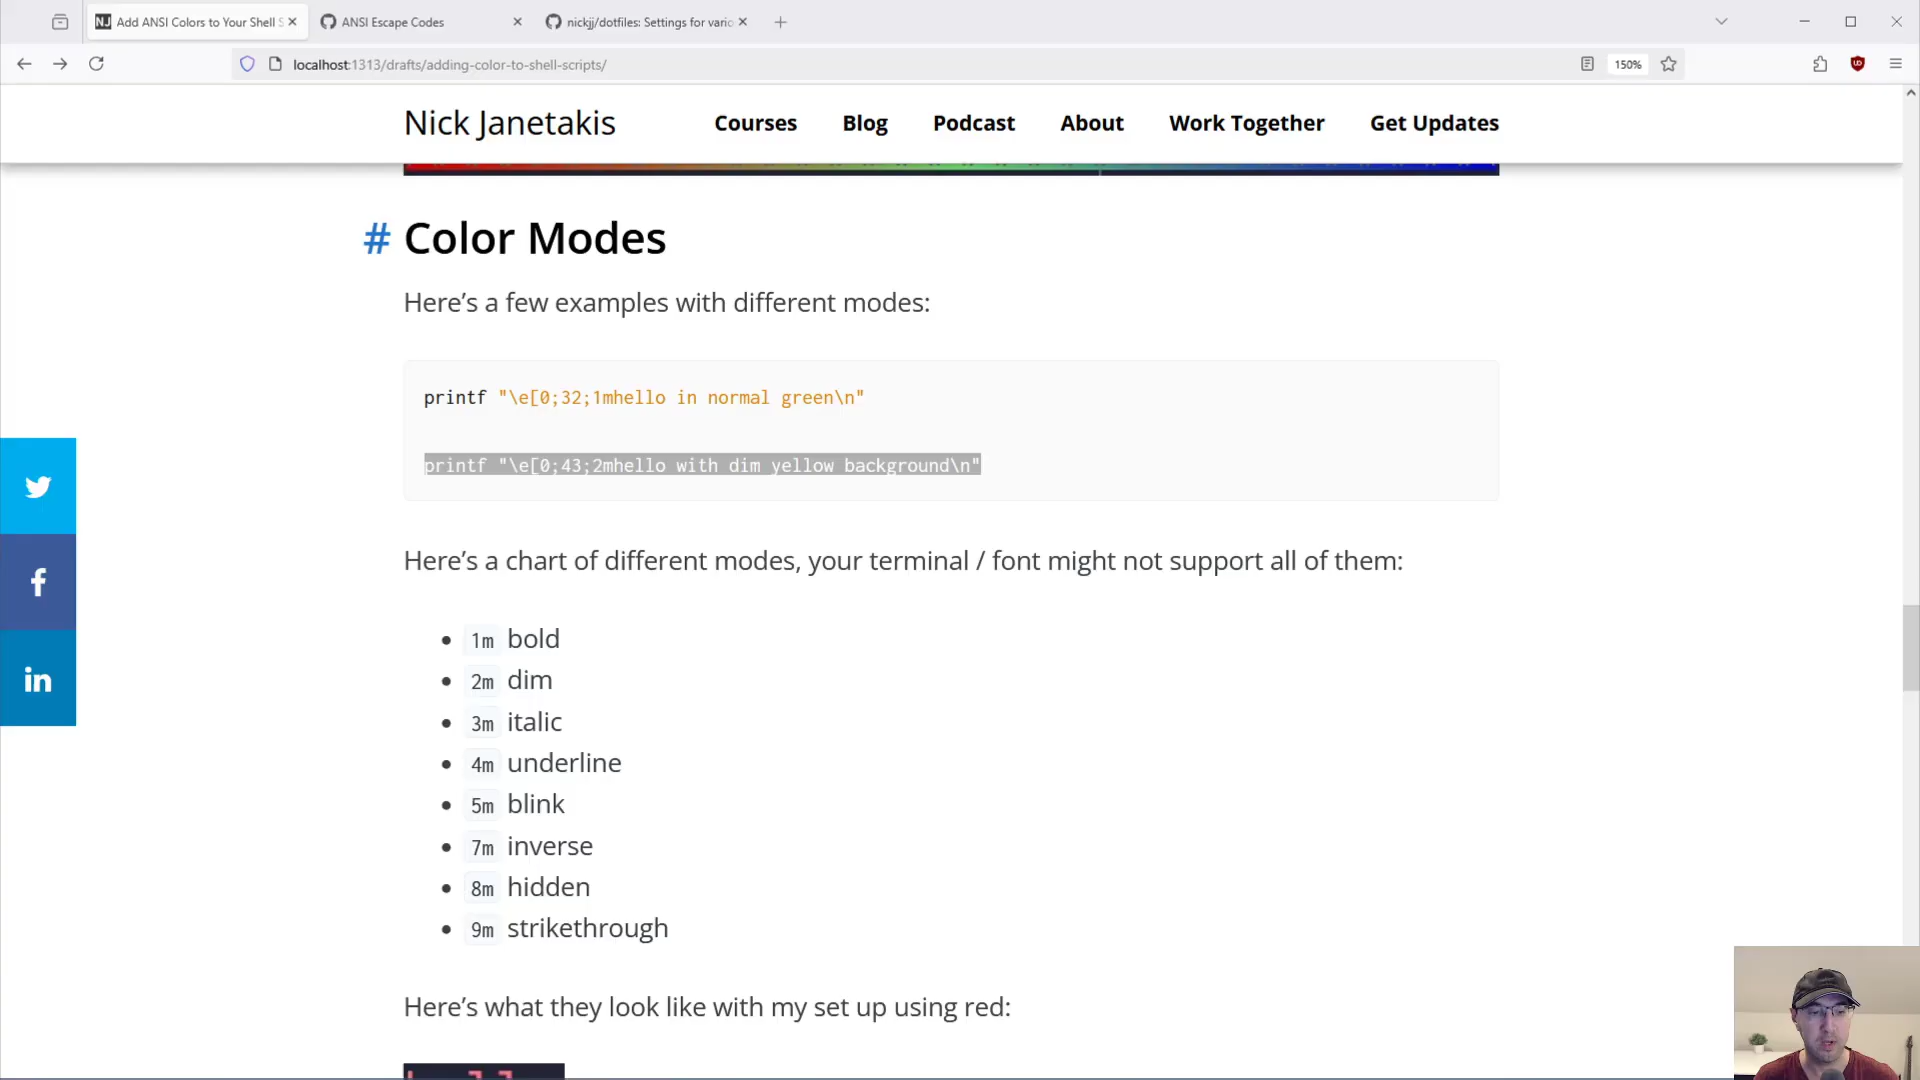 Add ANSI Colors to Your Shell S
ANSI Escape Codes
nickjj/dotfiles: Settings for vario
localhost:1313/drafts/adding-color-to-shell-scripts/
150%
Nick Janetakis
Courses
Blog
Podcast
About
Work Together
Get Updates
# Color Modes
Here’s a few examples with different modes:
printf "\e[0;32;1mhello in normal green\n"
printf "\e[0;43;2mhello with dim yellow background\n"
Here’s a chart of different modes, your terminal / font might not support all of them:
1m bold
2m dim
3m italic
4m underline
5m blink
7m inverse
8m hidden
9m strikethrough
Here’s what they look like with my set up using red: